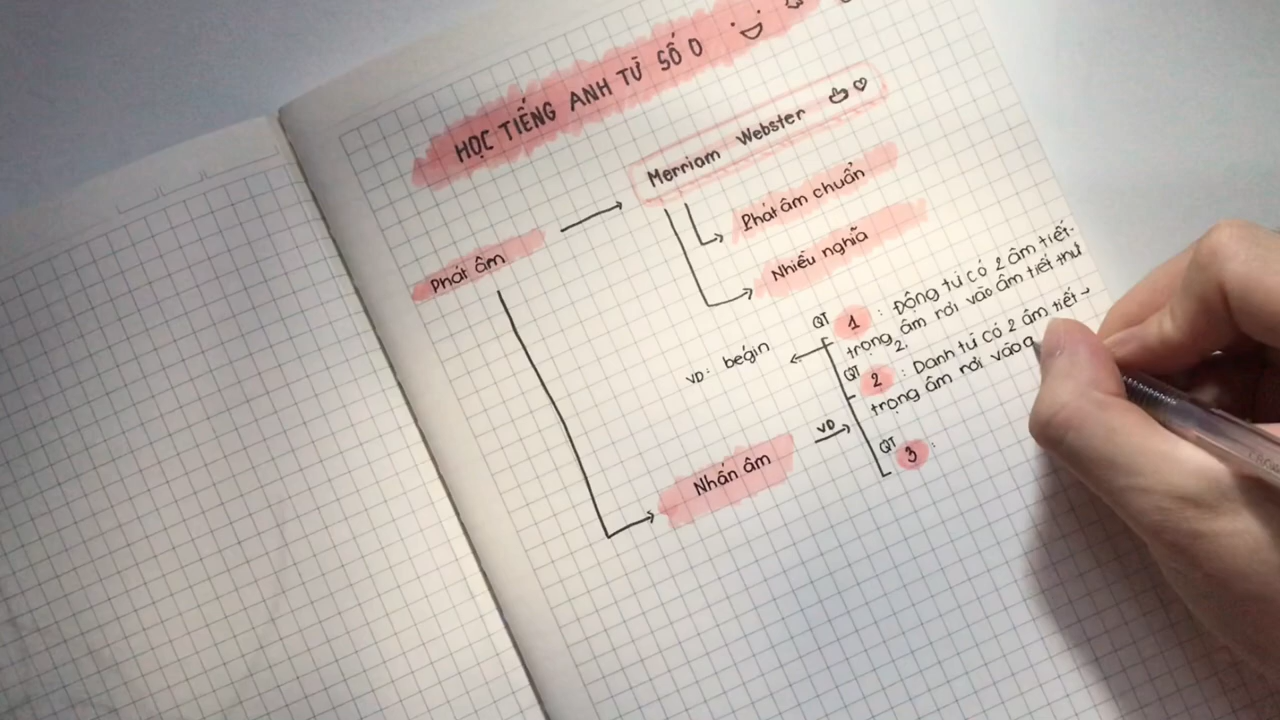 HỌC TIẾNG ANH TỪ SỐ 0
Merriam Webster
Phát âm chuẩn
Nhiều nghĩa
Phát âm
QT 1 : Động từ có 2 âm tiết-
trọng âm rơi vào âm tiết thứ
2.
VD: begin
QT 2 : Danh từ có 2 âm tiết →
trọng âm rơi vào
VD
Nhấn âm
QT 3 :